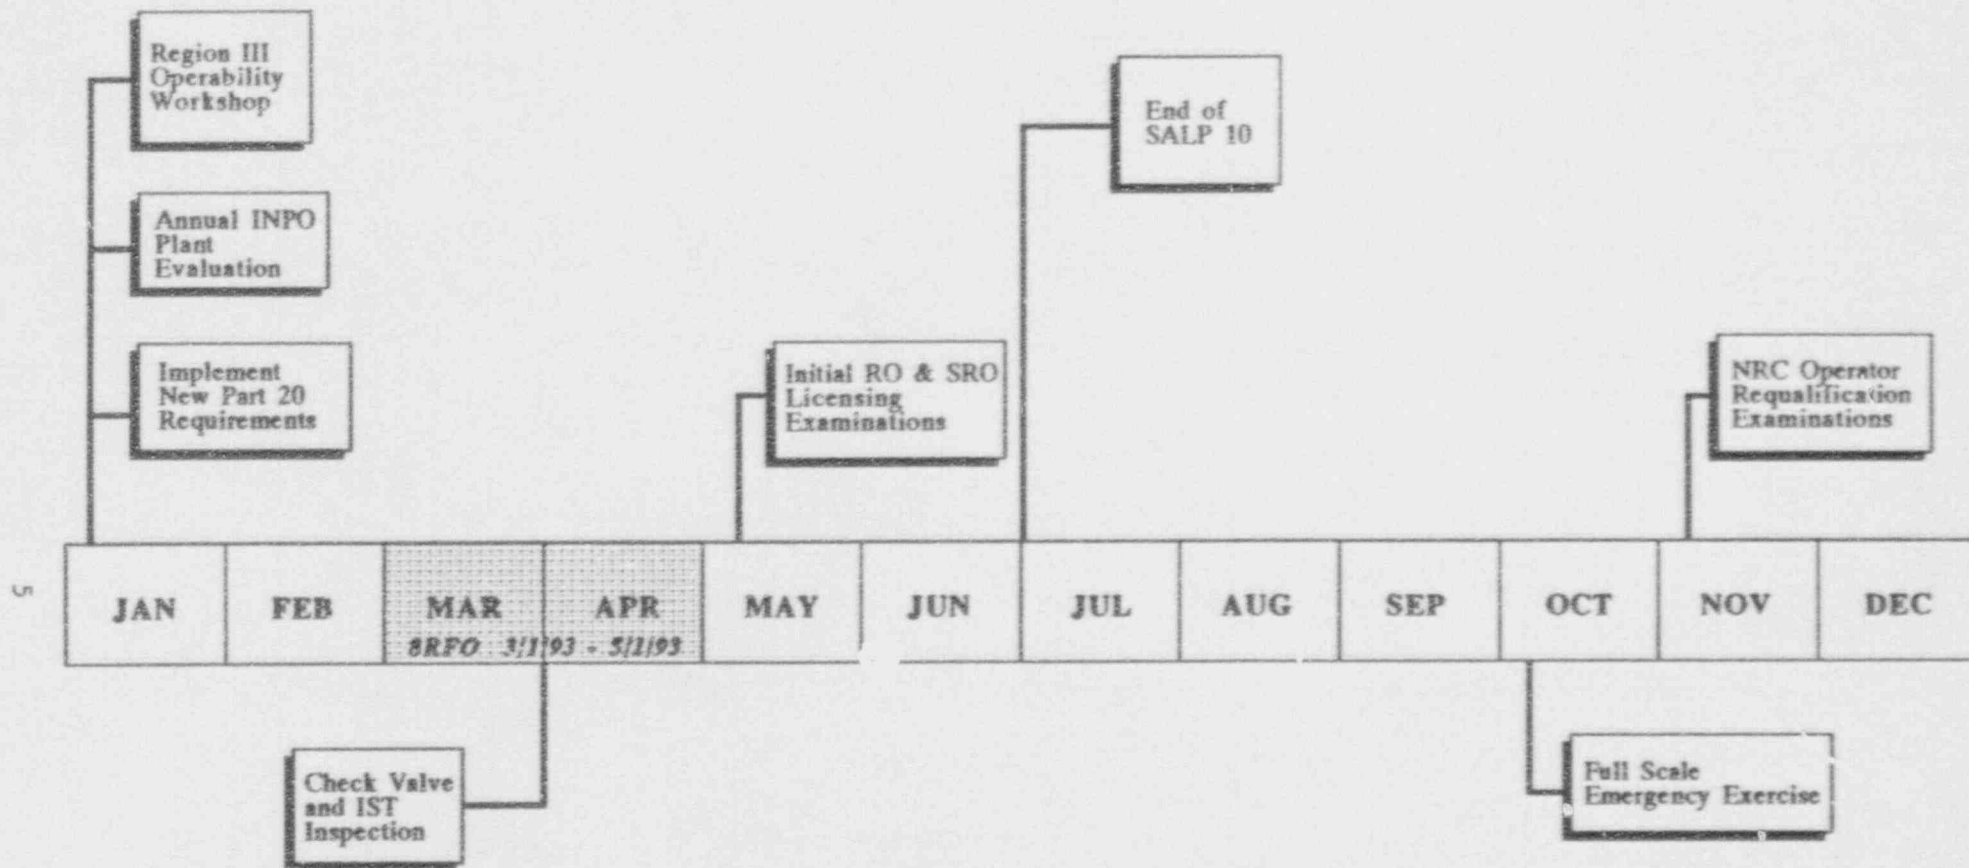 Region III
Operability
Workshop
Annual INPO
Plant
Evaluation
Implement
New Part 20
Requirements
End of
SALP 10
Initial RO & SRO
Licensing
Examinations
NRC Operator
Requalification
Examinations
JAN FEB MAR APR MAY JUN JUL AUG SEP OCT NOV DEC
8RFO 3/1/93 - 5/1/93
5
Check Valve
and IST
Inspection
Full Scale
Emergency Exercise